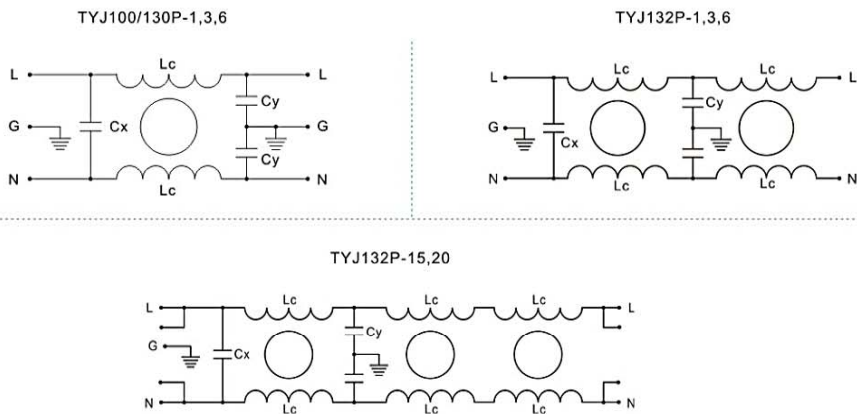 TYJ100/130P-1,3,6
Lc
L L
Cy
G Cx G
Cy
N N
Lc
TYJ132P-1,3,6
Lc Lc
L L
Cy
G
Cx
N N
Lc Lc
TYJ132P-15,20
Lc Lc Lc
L L
Cy
G Cx
N N
Lc Lc Lc